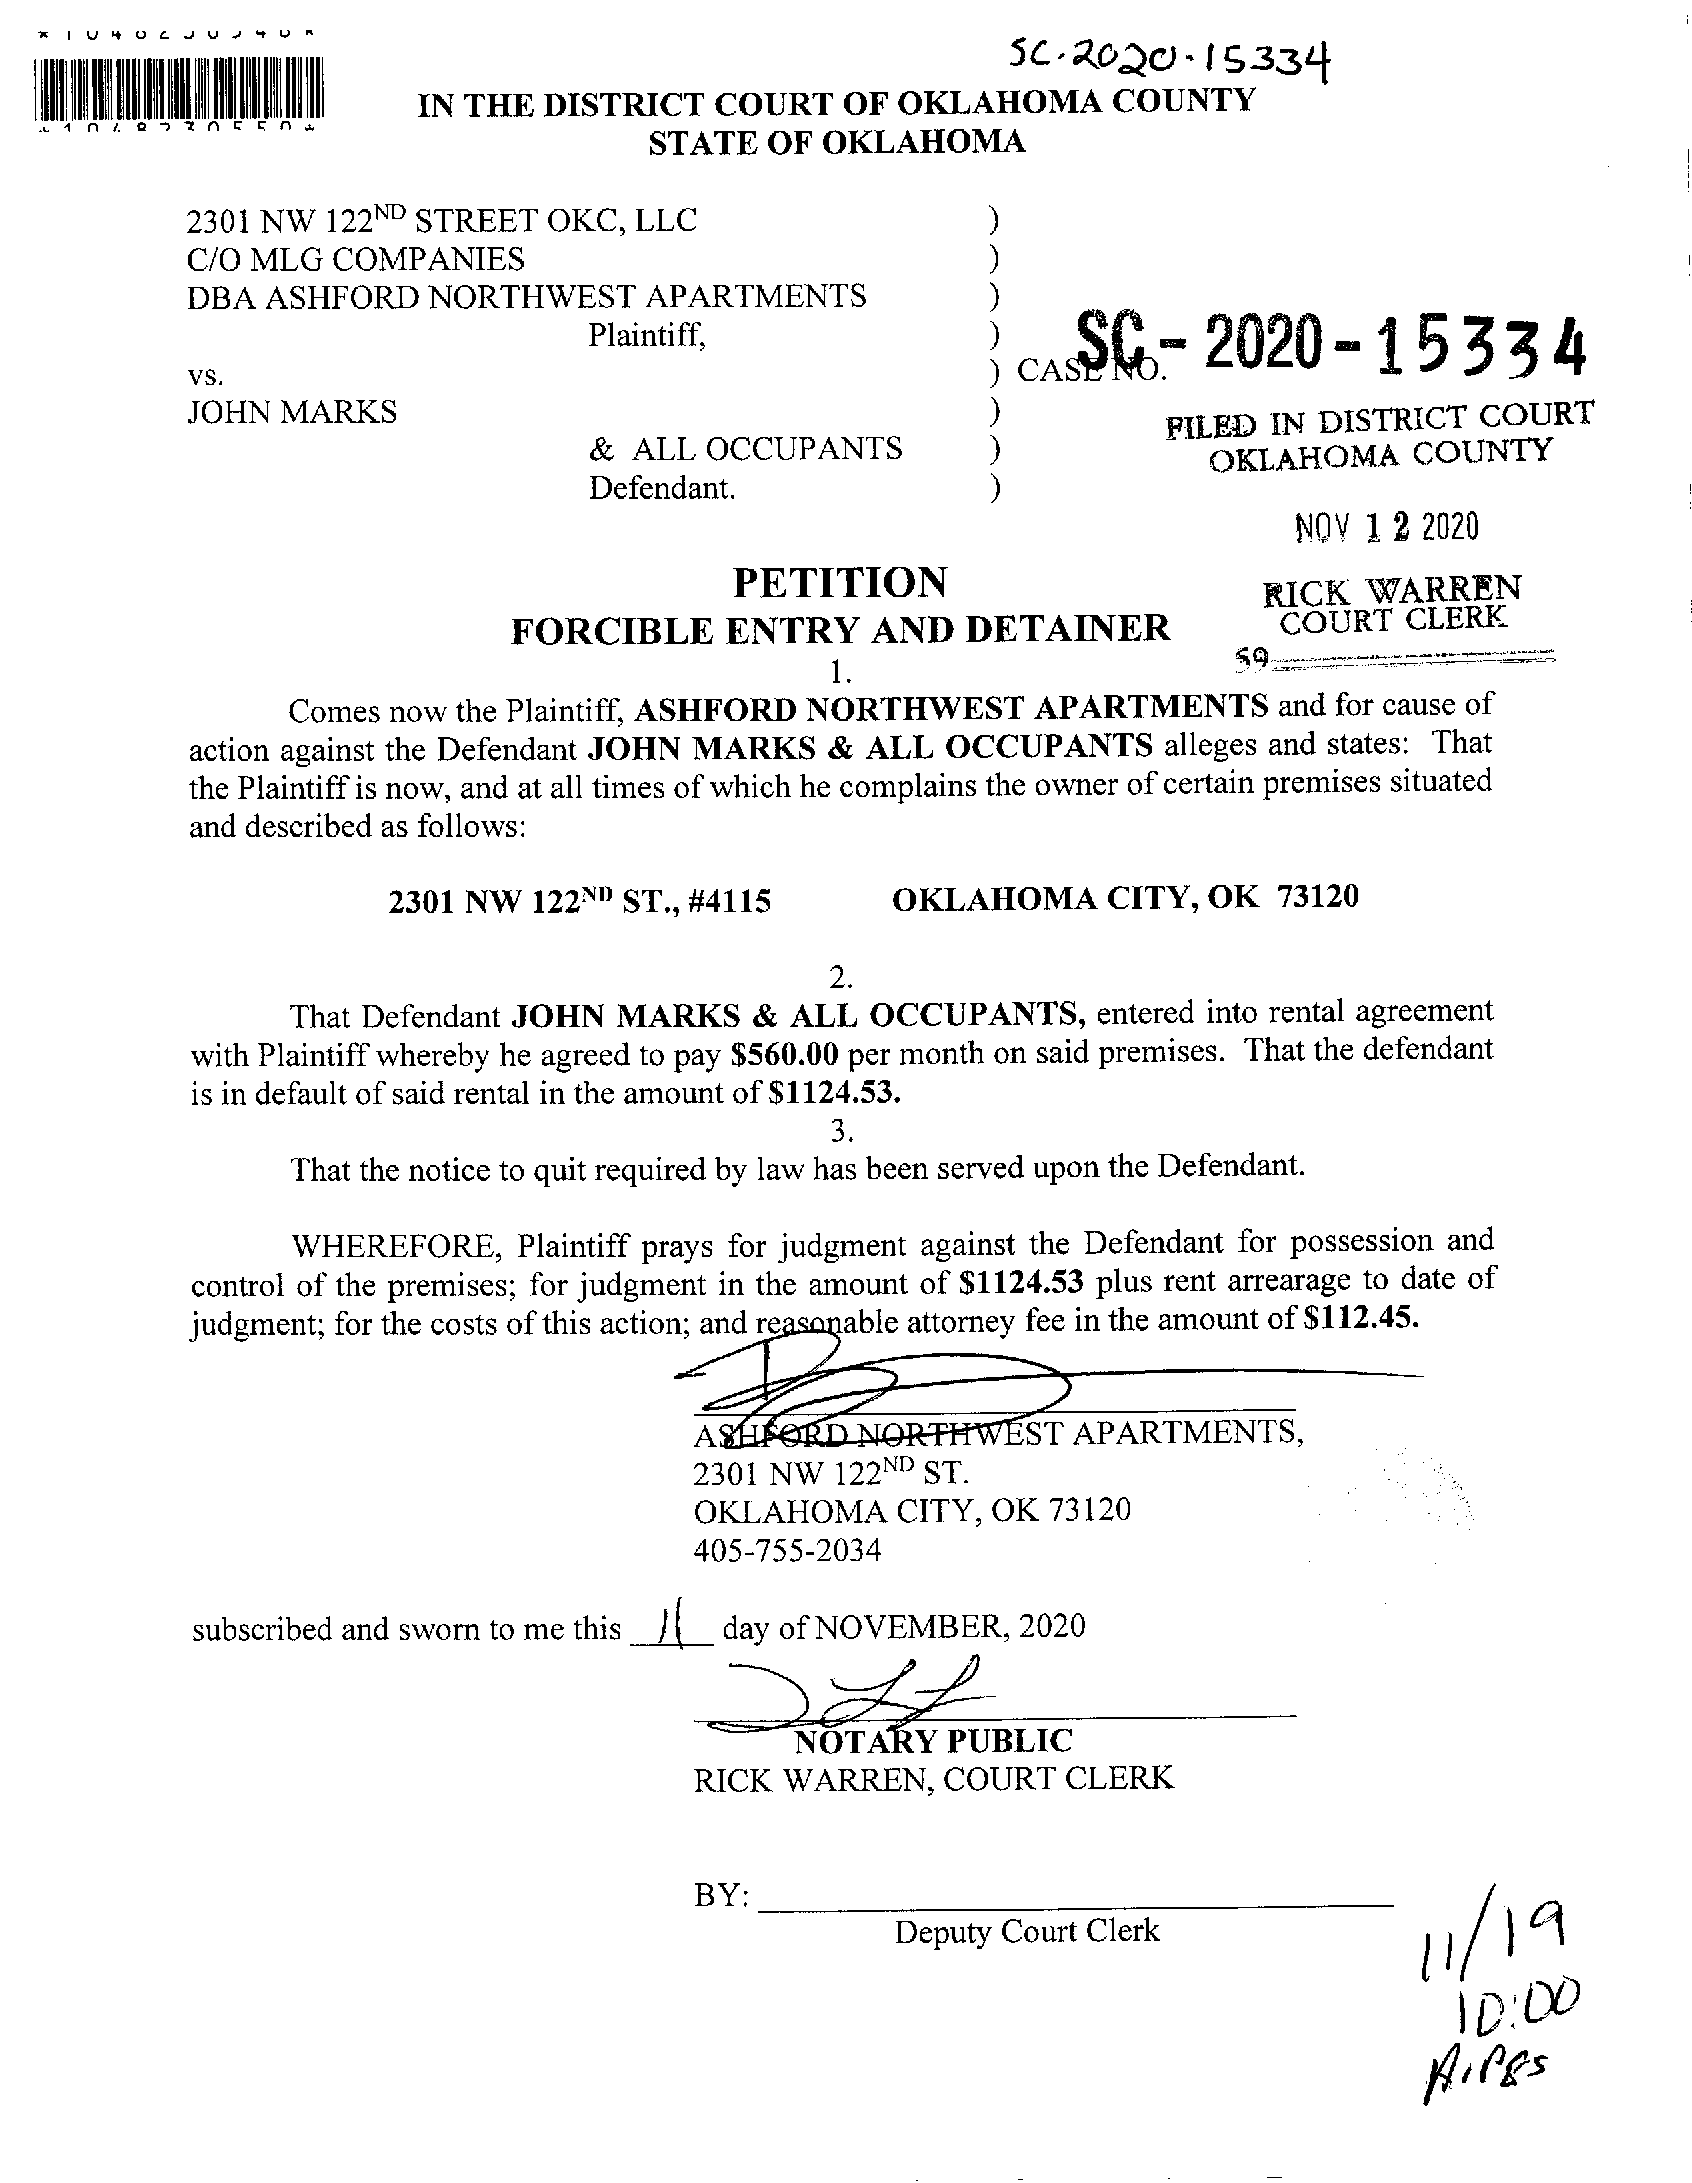 SC-2020-15334
IN THE DISTRICT COURT OF OKLAHOMA COUNTY
STATE OF OKLAHOMA
2301 NW 122ND STREET OKC, LLC )
C/O MLG COMPANIES )
DBA ASHFORD NORTHWEST APARTMENTS )
Plaintiff, )
vs. ) CASE NO. SC-2020-15334
JOHN MARKS )
& ALL OCCUPANTS )
Defendant. )
FILED IN DISTRICT COURT
OKLAHOMA COUNTY
NOV 12 2020
RICK WARREN
COURT CLERK
59
PETITION
FORCIBLE ENTRY AND DETAINER
1.
Comes now the Plaintiff, ASHFORD NORTHWEST APARTMENTS and for cause of
action against the Defendant JOHN MARKS & ALL OCCUPANTS alleges and states: That
the Plaintiff is now, and at all times of which he complains the owner of certain premises situated
and described as follows:
2301 NW 122ND ST., #4115 OKLAHOMA CITY, OK 73120
2.
That Defendant JOHN MARKS & ALL OCCUPANTS, entered into rental agreement
with Plaintiff whereby he agreed to pay $560.00 per month on said premises. That the defendant
is in default of said rental in the amount of $1124.53.
3.
That the notice to quit required by law has been served upon the Defendant.
WHEREFORE, Plaintiff prays for judgment against the Defendant for possession and
control of the premises; for judgment in the amount of $1124.53 plus rent arrearage to date of
judgment; for the costs of this action; and reasonable attorney fee in the amount of $112.45.
ASHFORD NORTHWEST APARTMENTS,
2301 NW 122ND ST.
OKLAHOMA CITY, OK 73120
405-755-2034
subscribed and sworn to me this 11 day of NOVEMBER, 2020
NOTARY PUBLIC
RICK WARREN, COURT CLERK
BY:
Deputy Court Clerk
11/19
10:00